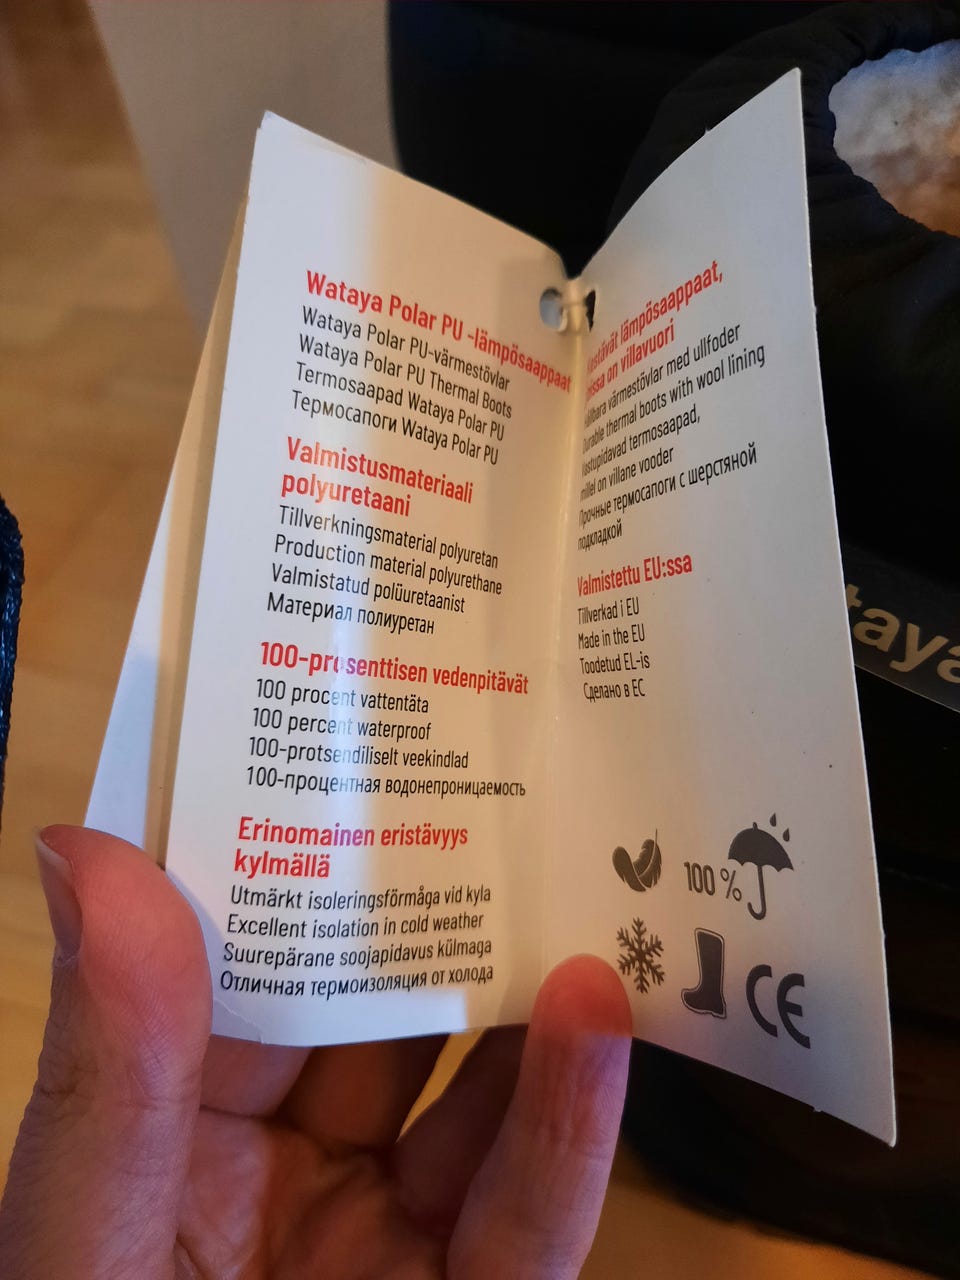 Wataya Polar PU -lämpösaappaat
Wataya Polar PU-värmestövlar
Wataya Polar PU Thermal Boots
Termosaapad Wataya Polar PU
Термосапоги Wataya Polar PU
Valmistusmateriaali
polyuretaani
Tillverkningsmaterial polyuretan
Production material polyurethane
Valmistatud polüuretaanist
Материал полиуретан
100-prosenttisen vedenpitävät
100 procent vattentäta
100 percent waterproof
100-protsendiliselt veekindlad
100-процентная водонепроницаемость
Erinomainen eristävyys
kylmällä
Utmärkt isoleringsförmåga vid kyla
Excellent isolation in cold weather
Suurepärane soojapidavus külmaga
Отличная термоизоляция от холода
lämpösaappaat,
on villavuori
värmestövlar med ullfoder
Durable thermal boots with wool lining
Vastupidavad termosaapad,
millel on villane vooder
Прочные термосапоги с шерстяной
подкладкой
Valmistettu EU:ssa
Tillverkad i EU
Made in the EU
Toodetud EL-is
Сделано в ЕС
100 %
CE
taya